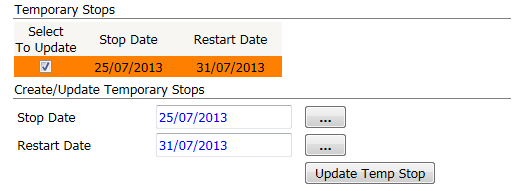 Temporary Stops
Select
To Update
Stop Date
Restart Date
25/07/2013
31/07/2013
Create/Update Temporary Stops
Stop Date
25/07/2013
...
Restart Date
31/07/2013
...
Update Temp Stop